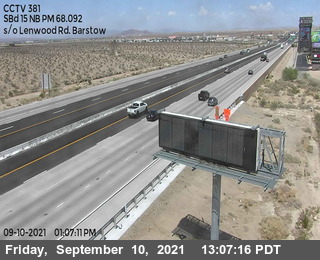 CCTV 381
SBd 15 NB PM 68.092
s/o Lenwood Rd. Barstow
09-10-2021 01:07:11 PM
Friday, September 10, 2021 13:07:16 PDT